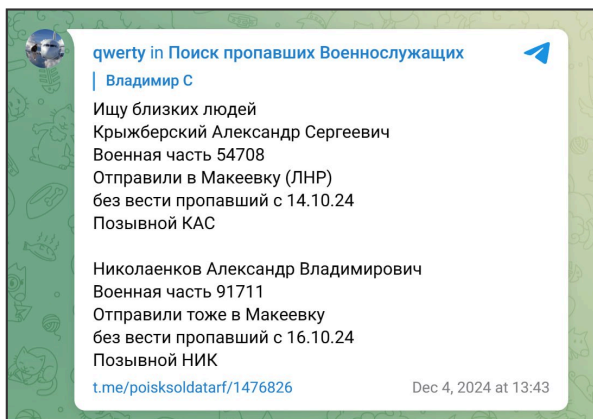 qwerty in Поиск пропавших Военнослужащих
Владимир С
Ищу близких людей
Крыжберский Александр Сергеевич
Военная часть 54708
Отправили в Макеевку (ЛНР)
без вести пропавший с 14.10.24
Позывной КАС
Николаенков Александр Владимирович
Военная часть 91711
Отправили тоже в Макеевку
без вести пропавший с 16.10.24
Позывной НИК
t.me/poisksoldatarf/1476826 Dec 4, 2024 at 13:43